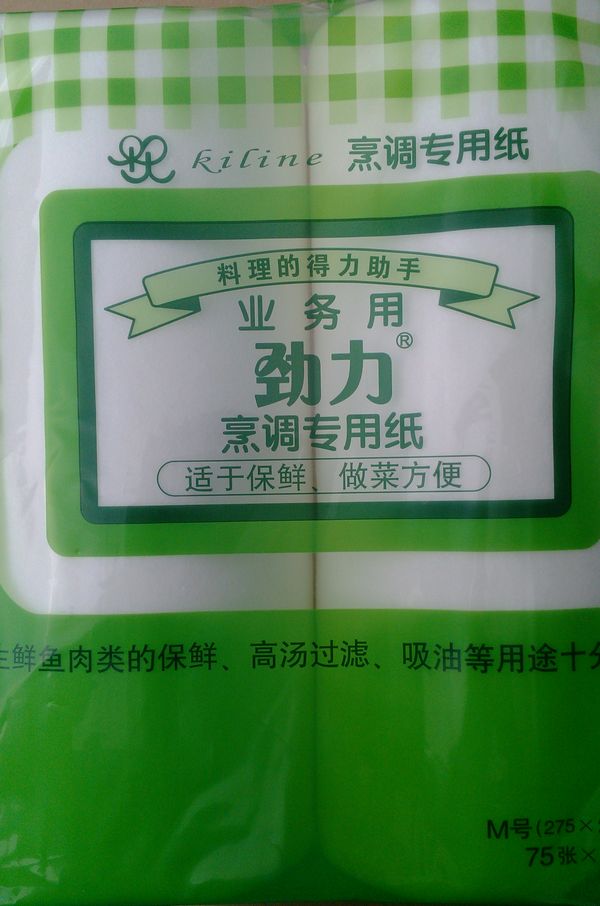 kiline 烹调专用纸
料理的得力助手
业务用
劲力®
烹调专用纸
适于保鲜、做菜方便
鲜鱼肉类的保鲜、高汤过滤、吸油等用途十分
M号(275×
75张×